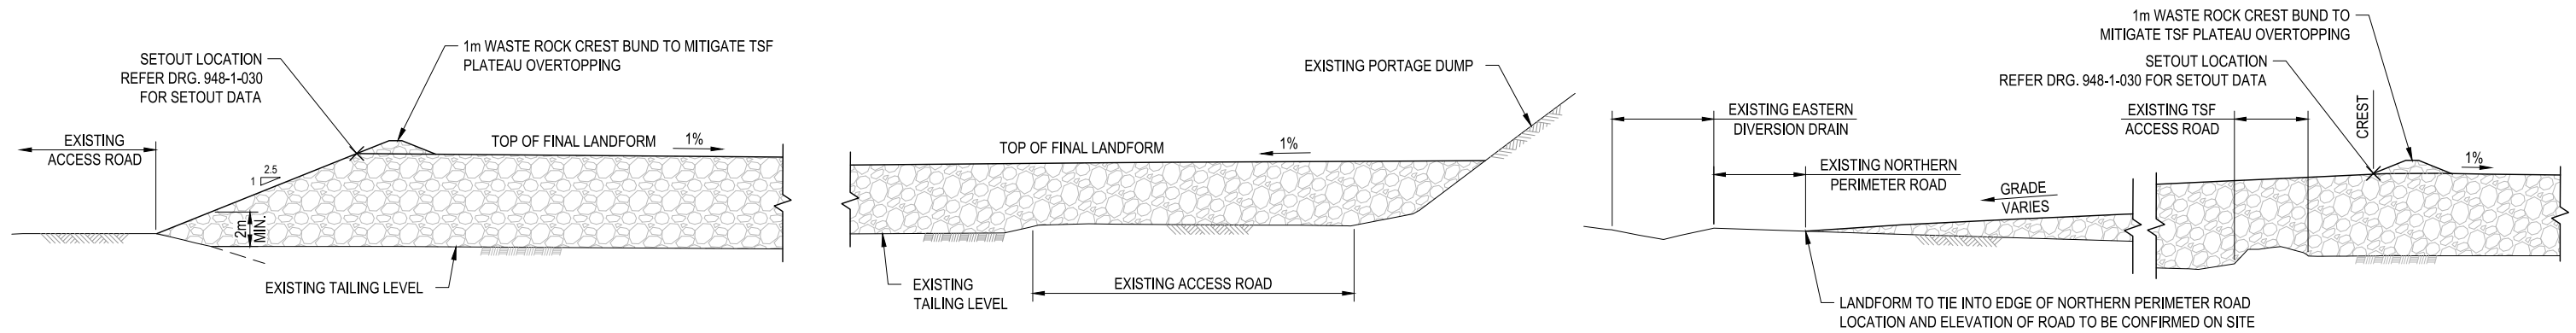 SETOUT LOCATION
REFER DRG. 948-1-030
FOR SETOUT DATA
1m WASTE ROCK CREST BUND TO MITIGATE TSF
PLATEAU OVERTOPPING
EXISTING
ACCESS ROAD
TOP OF FINAL LANDFORM
1%
2.5
1
2m
MIN.
EXISTING TAILING LEVEL
EXISTING PORTAGE DUMP
TOP OF FINAL LANDFORM
1%
EXISTING
TAILING LEVEL
EXISTING ACCESS ROAD
1m WASTE ROCK CREST BUND TO
MITIGATE TSF PLATEAU OVERTOPPING
SETOUT LOCATION
REFER DRG. 948-1-030 FOR SETOUT DATA
EXISTING EASTERN
DIVERSION DRAIN
EXISTING TSF
ACCESS ROAD
CREST
1%
EXISTING NORTHERN
PERIMETER ROAD
GRADE
VARIES
LANDFORM TO TIE INTO EDGE OF NORTHERN PERIMETER ROAD
LOCATION AND ELEVATION OF ROAD TO BE CONFIRMED ON SITE